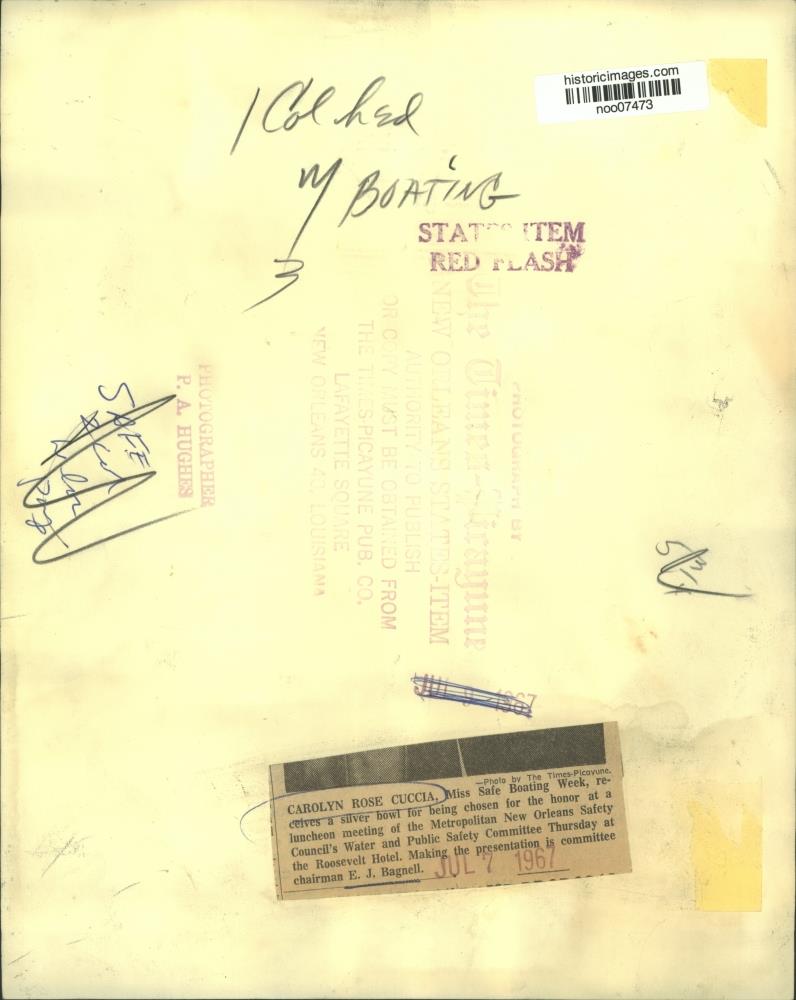 historicimages.com
noo07473
1 Col hed
w/ BOATING
3
STATES ITEM
RED FLASH
PHOTOGRAPH BY
The Times-Picayune
NEW ORLEANS STATES-ITEM
AUTHORITY TO PUBLISH
OR COPY MUST BE OBTAINED FROM
THE TIMES-PICAYUNE PUB. CO.
LAFAYETTE SQUARE
NEW ORLEANS 40, LOUISIANA
PHOTOGRAPHER
P. A. HUGHES
SAFE
JUL 1967
—Photo by The Times-Picayune.
CAROLYN ROSE CUCCIA, Miss Safe Boating Week, re-
ceives a silver bowl for being chosen for the honor at a
luncheon meeting of the Metropolitan New Orleans Safety
Council's Water and Public Safety Committee Thursday at
the Roosevelt Hotel. Making the presentation is committee
chairman E. J. Bagnell.
JUL 7 1967